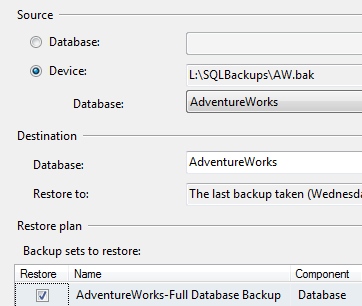 Source
Database:
Device:
L:\SQLBackups\AW.bak
Database:
AdventureWorks
Destination
Database:
AdventureWorks
Restore to:
The last backup taken (Wednesda
Restore plan
Backup sets to restore:
Restore Name Component
AdventureWorks-Full Database Backup Database